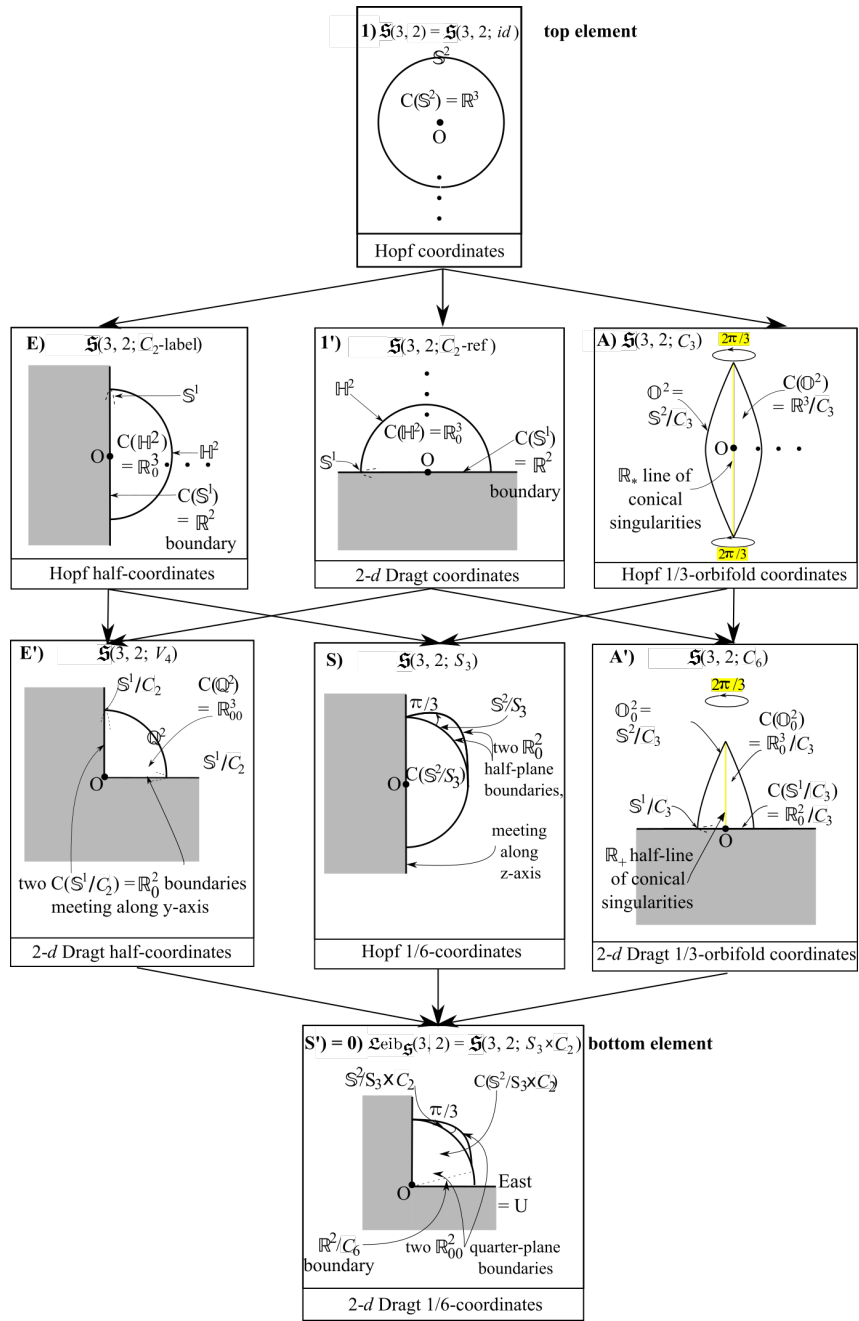 1) 𝕾(3, 2) = 𝕾(3, 2; id) top element
𝕊²
C(𝕊²) = ℝ³
O
Hopf coordinates
E) 𝕾(3, 2; C₂-label)
𝕊¹
C(ℍ²)
= ℝ³₀
O
ℍ²
C(𝕊¹)
= ℝ²
boundary
Hopf half-coordinates
1') 𝕾(3, 2; C₂-ref )
ℍ²
C(ℍ²) = ℝ³₀
𝕊¹
O
C(𝕊¹)
= ℝ²
boundary
2-d Dragt coordinates
A) 𝕾(3, 2; C₃)
2π/3
𝕆² =
𝕊²/C₃
C(𝕆²)
= ℝ³/C₃
O
ℝ* line of
conical
singularities
2π/3
Hopf 1/3-orbifold coordinates
E') 𝕾(3, 2; V₄)
𝕊¹/C₂
C(ℚ²)
= ℝ³₀₀
ℚ²
𝕊¹/C₂
O
two C(𝕊¹/C₂) = ℝ²₀ boundaries
meeting along y-axis
2-d Dragt half-coordinates
S) 𝕾(3, 2; S₃)
π/3
𝕊²/S₃
two ℝ²₀
half-plane
boundaries,
O
C(𝕊²/S₃)
meeting
along
z-axis
Hopf 1/6-coordinates
A') 𝕾(3, 2; C₆)
2π/3
𝕆²₀ =
𝕊²/C₃
C(𝕆²₀)
= ℝ³₀/C₃
𝕊¹/C₃
C(𝕊¹/C₃)
= ℝ²₀/C₃
O
ℝ₊ half-line
of conical
singularities
2-d Dragt 1/3-orbifold coordinates
S') = 0) 𝔏eib𝕾(3, 2) = 𝕾(3, 2; S₃×C₂) bottom element
𝕊²/S₃×C₂
C(𝕊²/S₃×C₂)
π/3
O
East
= U
ℝ²/C₆
boundary
two ℝ²₀₀ quarter-plane
boundaries
2-d Dragt 1/6-coordinates